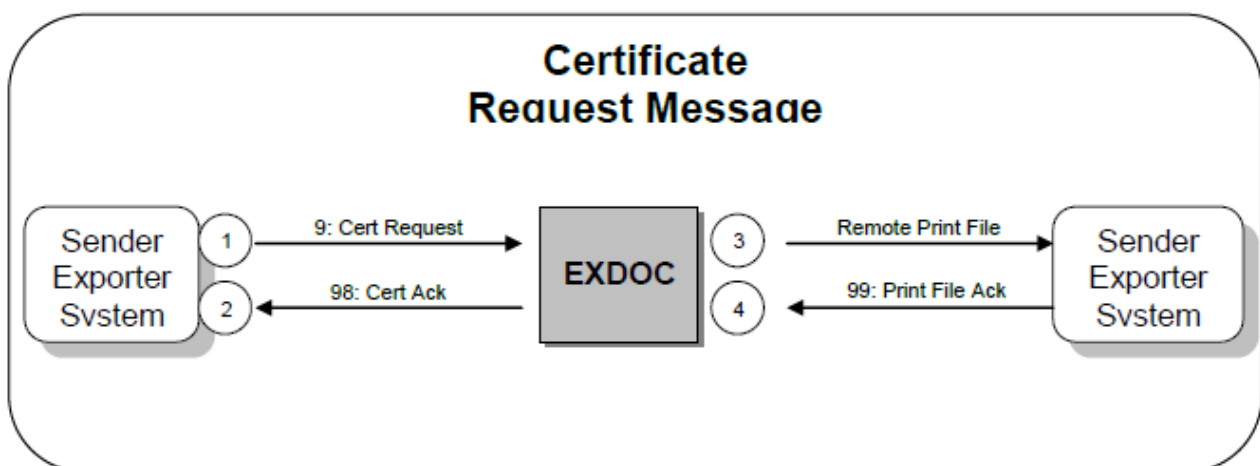 Certificate
Request Message
Sender
Exporter
System
1
2
9: Cert Request
98: Cert Ack
EXDOC
3
4
Remote Print File
99: Print File Ack
Sender
Exporter
System